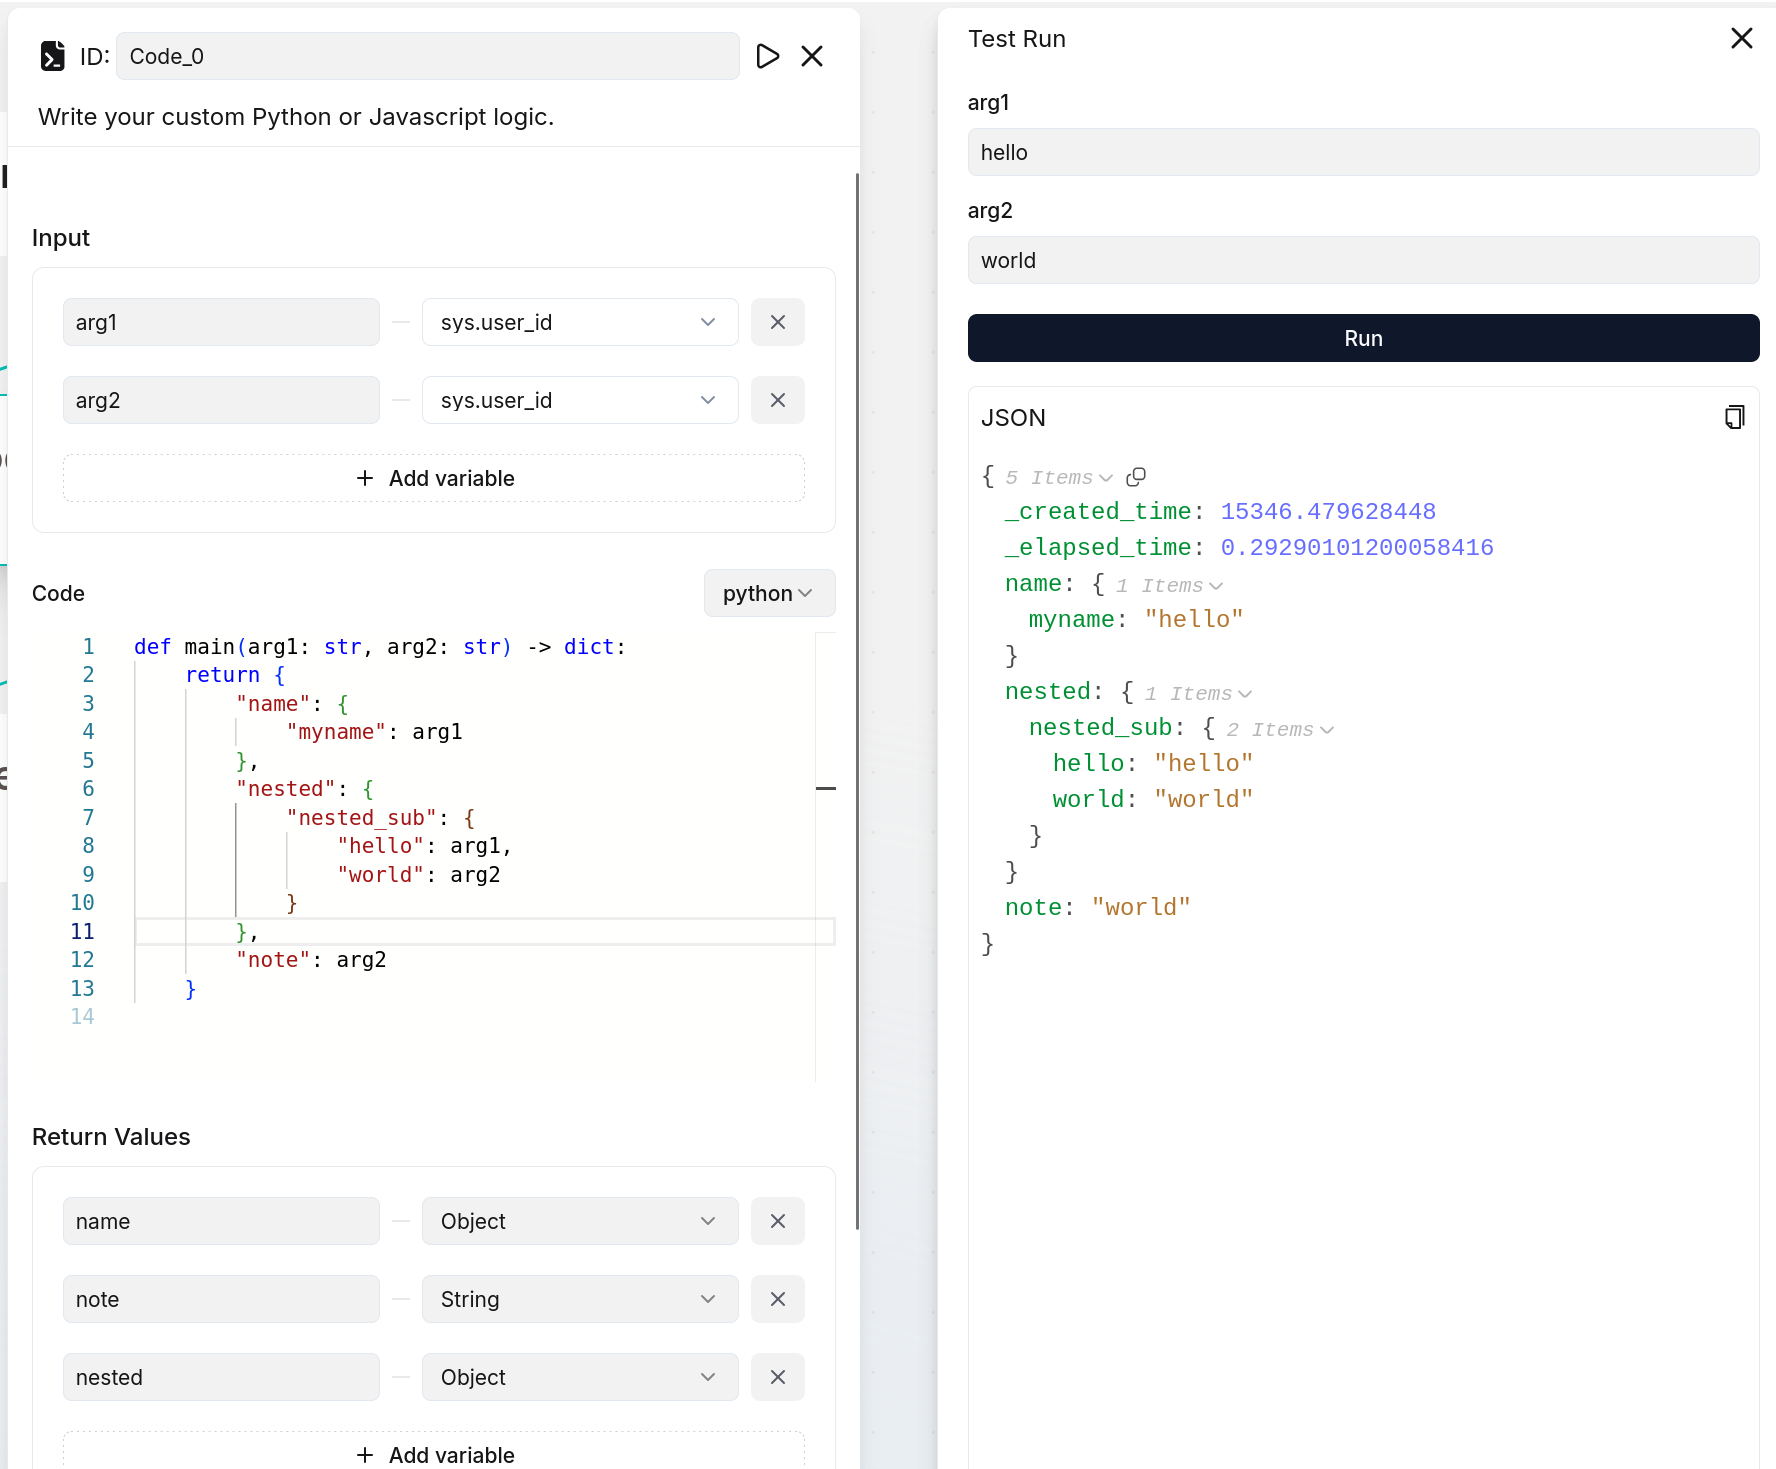 ID: Code_0
Write your custom Python or Javascript logic.
Input
arg1 sys.user_id
arg2 sys.user_id
+ Add variable
Code python
1 def main(arg1: str, arg2: str) -> dict:
2     return {
3         "name": {
4             "myname": arg1
5         },
6         "nested": {
7             "nested_sub": {
8                 "hello": arg1,
9                 "world": arg2
10             }
11         },
12         "note": arg2
13     }
14
Return Values
name Object
note String
nested Object
+ Add variable
Test Run
arg1
hello
arg2
world
Run
JSON
{ 5 Items
_created_time: 15346.479628448
_elapsed_time: 0.29290101200058416
name: { 1 Items
myname: "hello"
}
nested: { 1 Items
nested_sub: { 2 Items
hello: "hello"
world: "world"
}
}
note: "world"
}